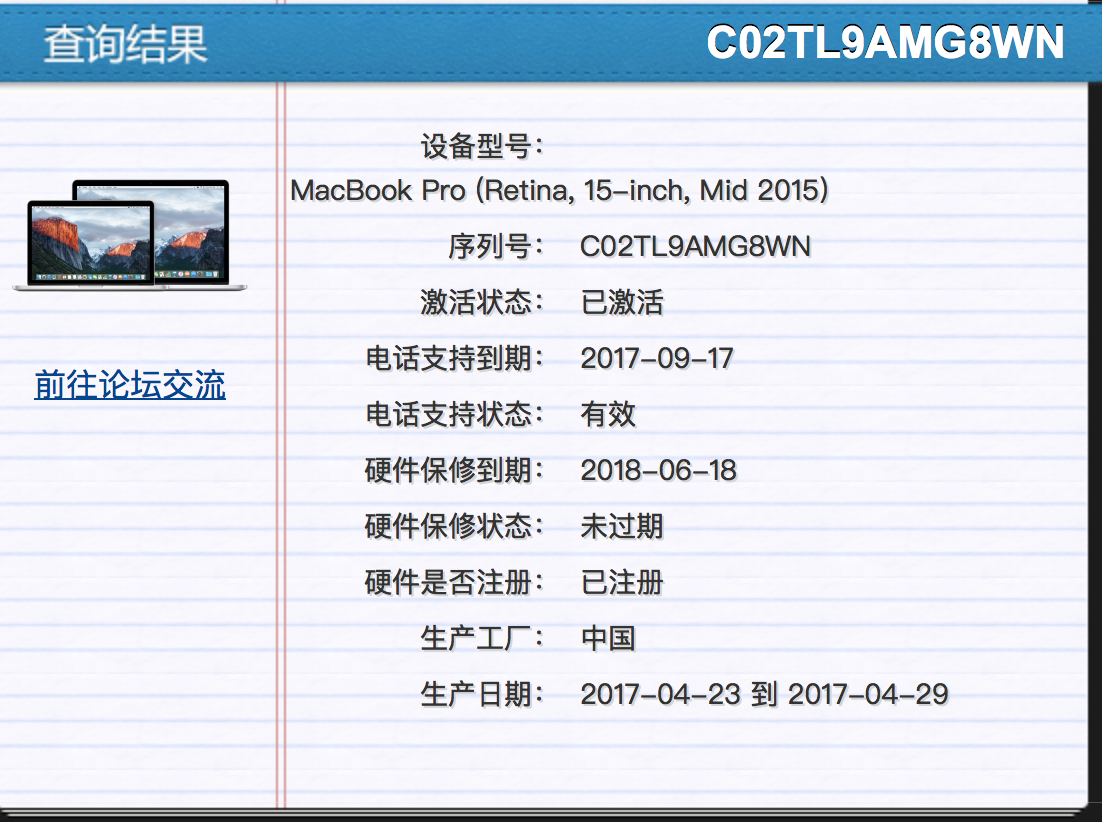 查询结果
C02TL9AMG8WN
设备型号：
MacBook Pro (Retina, 15-inch, Mid 2015)
序列号： C02TL9AMG8WN
激活状态： 已激活
电话支持到期： 2017-09-17
前往论坛交流
电话支持状态： 有效
硬件保修到期： 2018-06-18
硬件保修状态： 未过期
硬件是否注册： 已注册
生产工厂： 中国
生产日期： 2017-04-23 到 2017-04-29